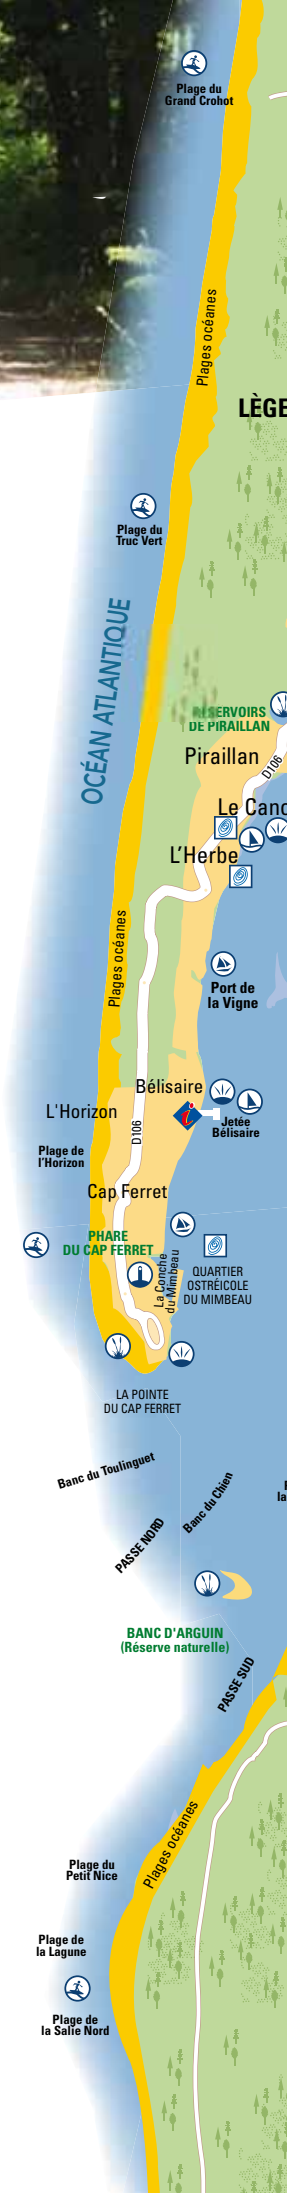 Plage du
Grand Crohot
Plages océanes
Plage du
Truc Vert
OCÉAN ATLANTIQUE
RÉSERVOIRS
DE PIRAILLAN
Piraillan
D106
Le Cano
L'Herbe
Plages océanes
Port de
la Vigne
Bélisaire
L'Horizon
Jetée
Bélisaire
D106
Plage de
l'Horizon
Cap Ferret
PHARE
DU CAP FERRET
La Conche
du Mimbeau
QUARTIER
OSTRÉICOLE
DU MIMBEAU
LA POINTE
DU CAP FERRET
Banc du Toulinguet
Banc du Chien
PASSE NORD
la
BANC D'ARGUIN
(Réserve naturelle)
PASSE SUD
Plages océanes
Plage du
Petit Nice
Plage de
la Lagune
Plage de
la Salie Nord